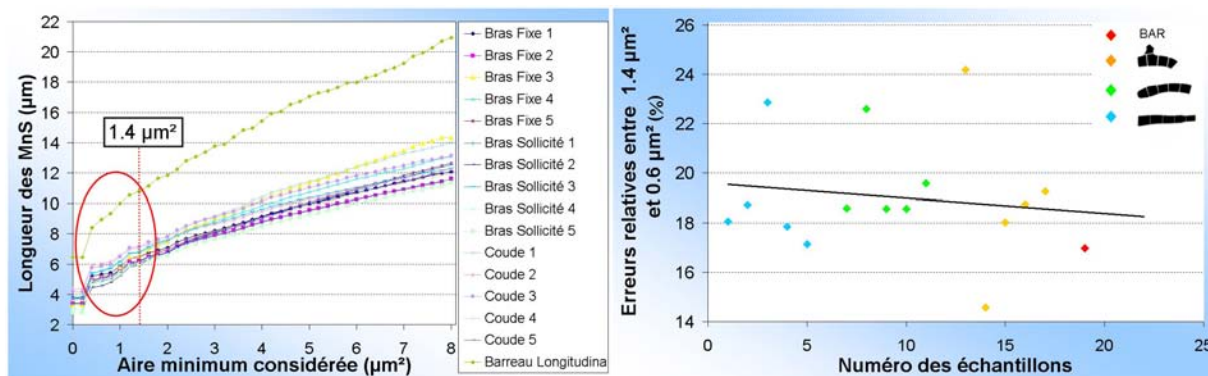 22
20
18
16
14
12
10
8
6
4
2
Longueur des MnS (µm)
1.4 µm²
0 1 2 3 4 5 6 7 8
Aire minimum considérée (µm²)
Bras Fixe 1
Bras Fixe 2
Bras Fixe 3
Bras Fixe 4
Bras Fixe 5
Bras Sollicité 1
Bras Sollicité 2
Bras Sollicité 3
Bras Sollicité 4
Bras Sollicité 5
Coude 1
Coude 2
Coude 3
Coude 4
Coude 5
Barreau Longitudina
Erreurs relatives entre 1.4 µm²
et 0.6 µm² (%)
26
24
22
20
18
16
14
0 5 10 15 20 25
Numéro des échantillons
BAR